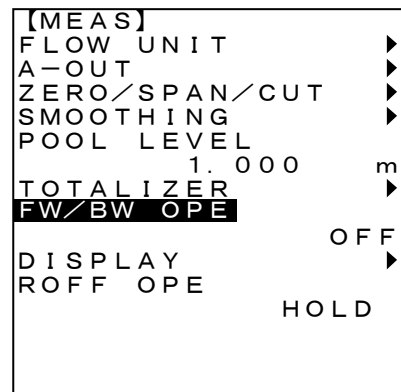 【MEAS】
FLOW UNIT ▶
A－OUT ▶
ZERO／SPAN／CUT ▶
SMOOTHING ▶
POOL LEVEL
1. 000 m
TOTALIZER ▶
FW／BW OPE
OFF
DISPLAY ▶
ROFF OPE
HOLD